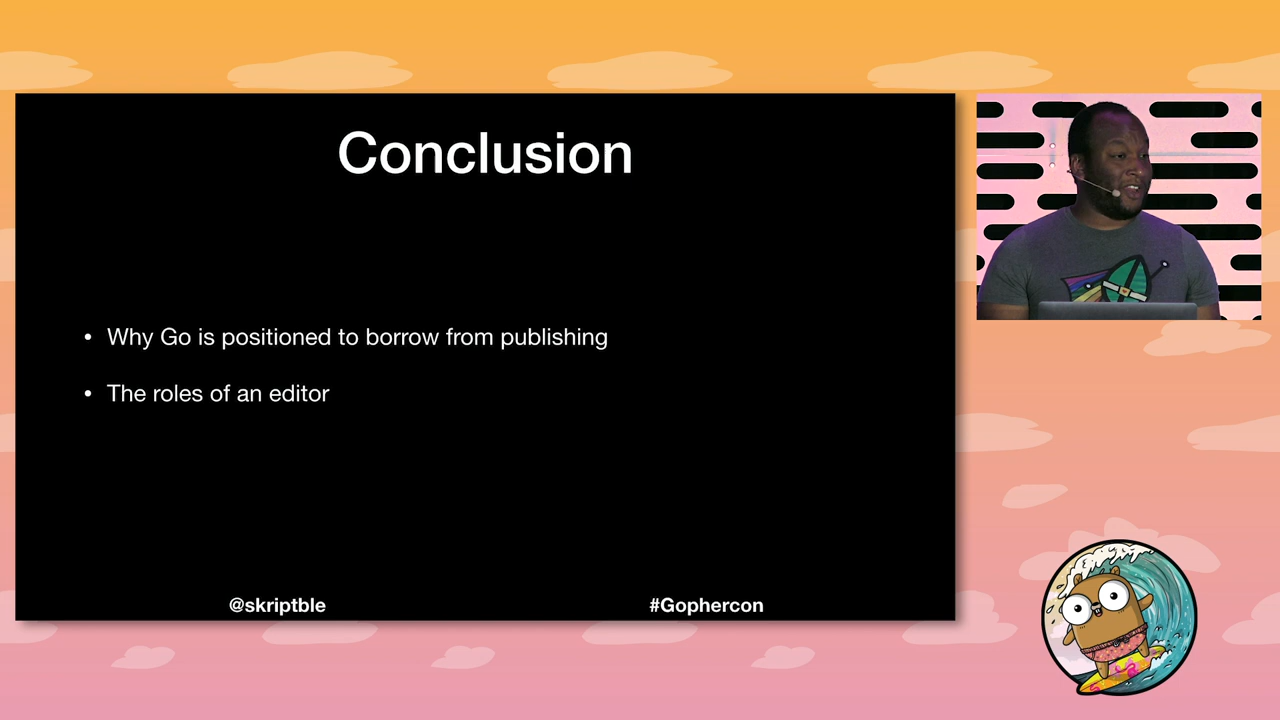 Conclusion
• Why Go is positioned to borrow from publishing
• The roles of an editor
@skriptble
#Gophercon